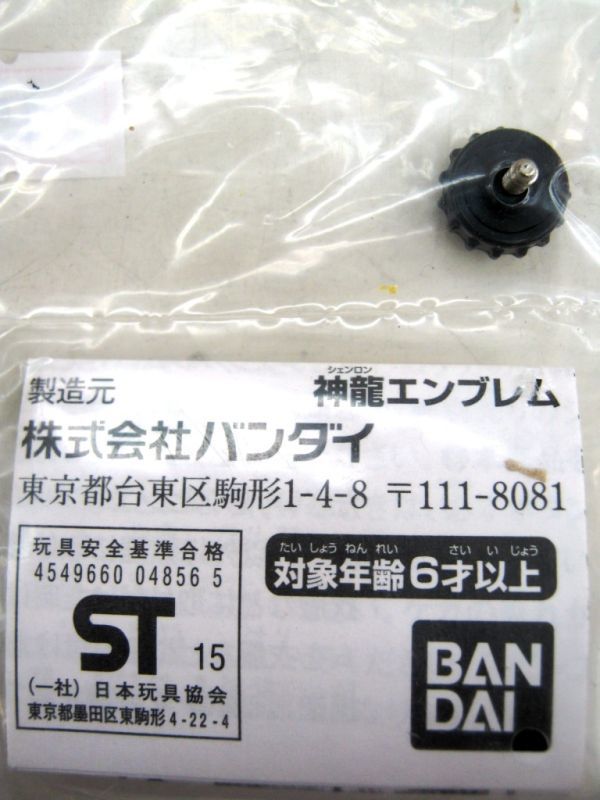 製造元
シェンロン
神龍エンブレム
株式会社バンダイ
東京都台東区駒形1-4-8 〒111-8081
玩具安全基準合格
4549660 04856 5
ST 15
(一社) 日本玩具協会
東京都墨田区東駒形4-22-4
たい しょう ねん れい さい い じょう
対象年齢6才以上
BAN
DAI